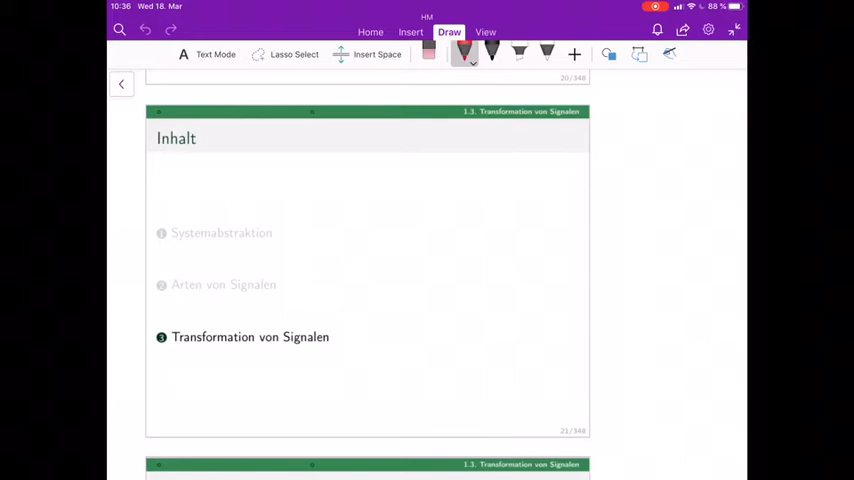 10:36 Wed 18. Mar
88 %
HM
Home Insert Draw View
A Text Mode Lasso Select Insert Space
20/348
1.3. Transformation von Signalen
Inhalt
1 Systemabstraktion
2 Arten von Signalen
3 Transformation von Signalen
21/348
1.3. Transformation von Signalen